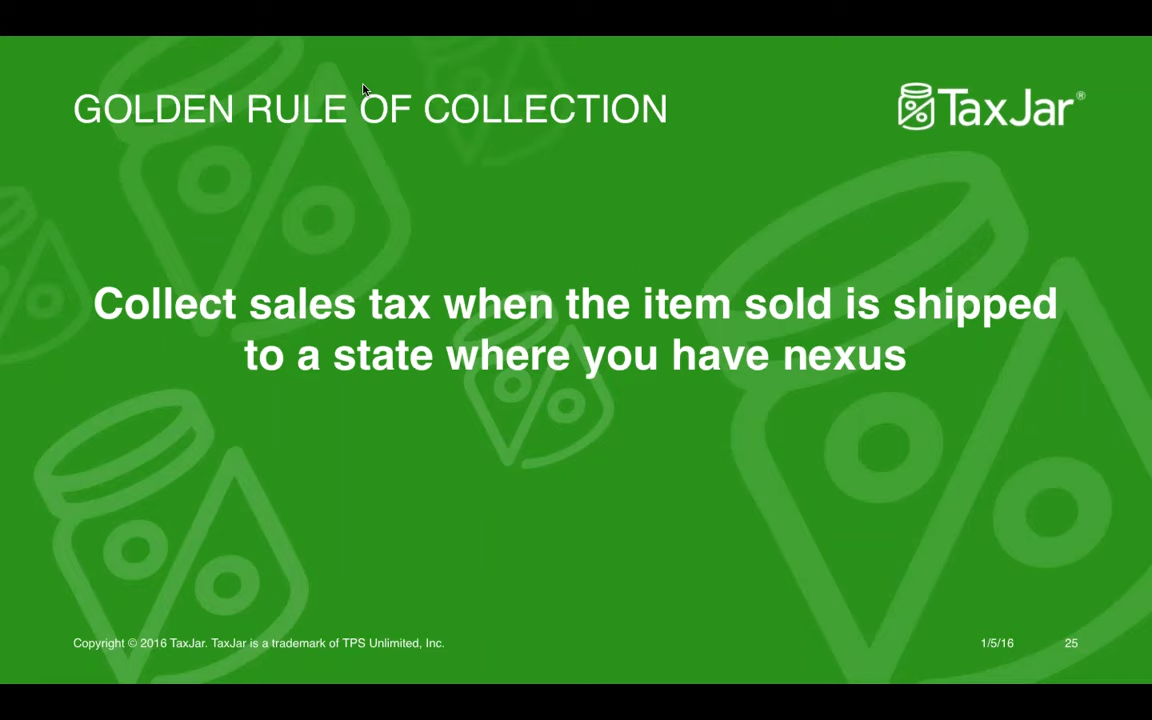 GOLDEN RULE OF COLLECTION
TaxJar®
Collect sales tax when the item sold is shipped
to a state where you have nexus
Copyright © 2016 TaxJar. TaxJar is a trademark of TPS Unlimited, Inc.
1/5/16
25